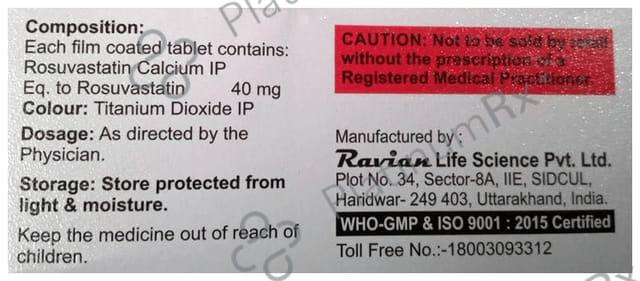 Composition:
Each film coated tablet contains:
Rosuvastatin Calcium IP
Eq. to Rosuvastatin 40 mg
Colour: Titanium Dioxide IP
Dosage: As directed by the
Physician.
Storage: Store protected from
light & moisture.
Keep the medicine out of reach of
children.
CAUTION: Not to be sold by retail
without the prescription of a
Registered Medical Practitioner.
Manufactured by :
Ravian Life Science Pvt. Ltd.
Plot No. 34, Sector-8A, IIE, SIDCUL,
Haridwar- 249 403, Uttarakhand, India.
WHO-GMP & ISO 9001 : 2015 Certified
Toll Free No.:-18003093312
PlatinumRx